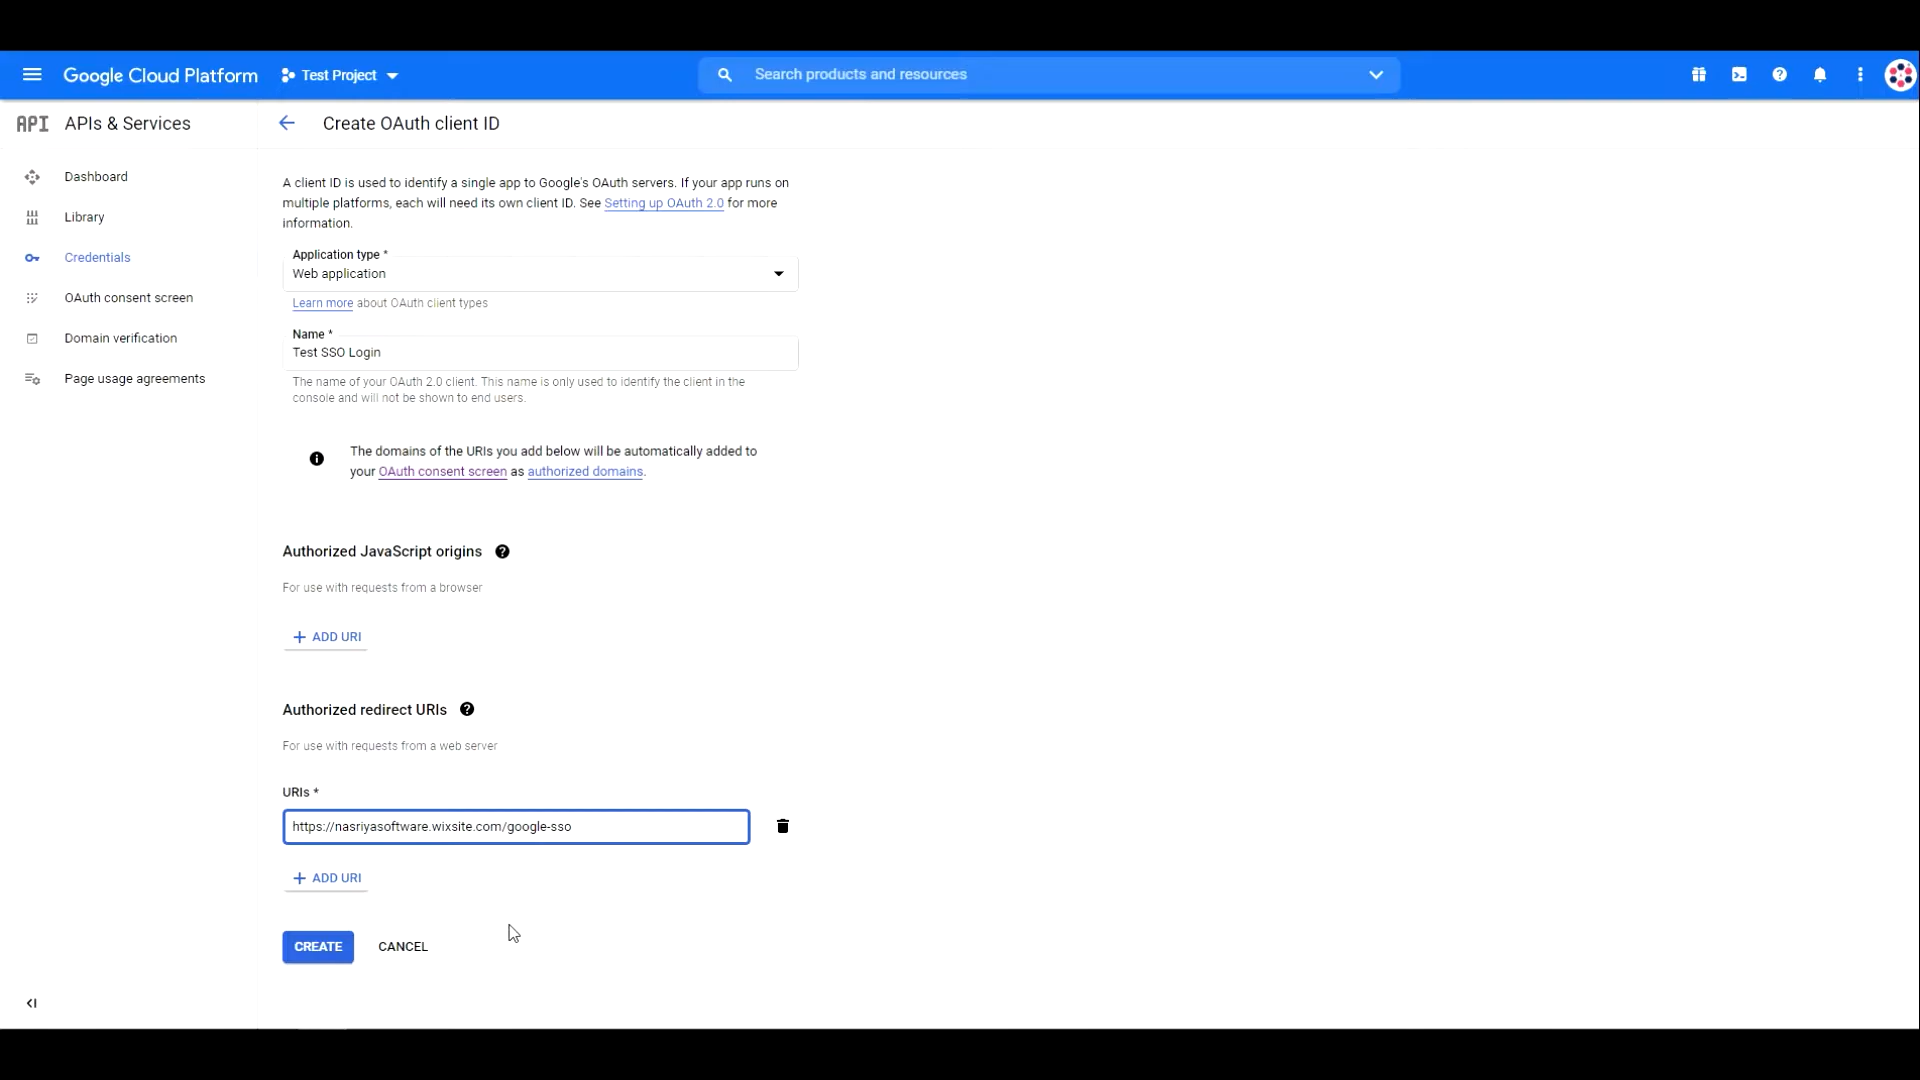 Google Cloud Platform
Test Project
Search products and resources
API
APIs & Services
Create OAuth client ID
Dashboard
Library
Credentials
OAuth consent screen
Domain verification
Page usage agreements
A client ID is used to identify a single app to Google's OAuth servers. If your app runs on
multiple platforms, each will need its own client ID. See Setting up OAuth 2.0 for more
information.
Application type *
Web application
Learn more about OAuth client types
Name *
Test SSO Login
The name of your OAuth 2.0 client. This name is only used to identify the client in the
console and will not be shown to end users.
The domains of the URIs you add below will be automatically added to
your OAuth consent screen as authorized domains.
Authorized JavaScript origins
For use with requests from a browser
+ ADD URI
Authorized redirect URIs
For use with requests from a web server
URIs *
https://nasriyasoftware.wixsite.com/google-sso
+ ADD URI
CREATE
CANCEL